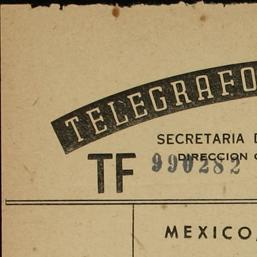 TELEGRAFO
SECRETARIA D
DIRECCION
TF 990282
MEXICO,